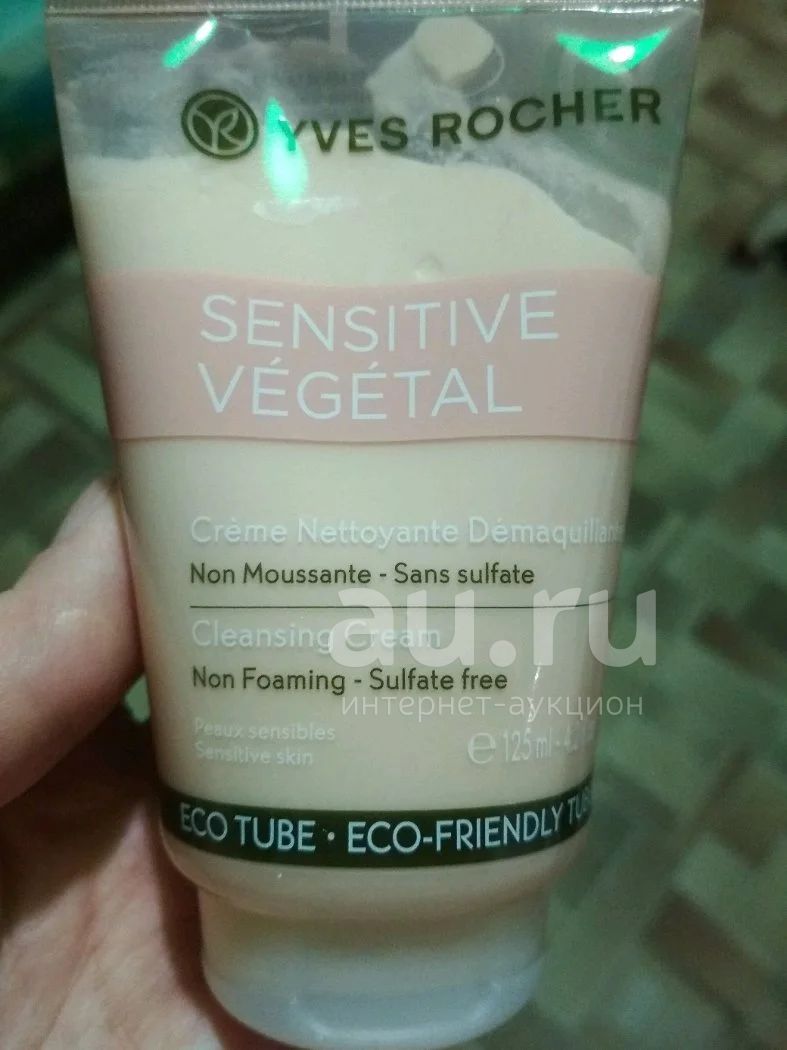 YVES ROCHER
SENSITIVE
VÉGÉTAL
Crème Nettoyante Démaquillante
Non Moussante - Sans sulfate
Cleansing Cream
Non Foaming - Sulfate free
au.ru
интернет-аукцион
Peaux sensibles
Sensitive skin
e 125 ml
ECO TUBE • ECO-FRIENDLY TUBE